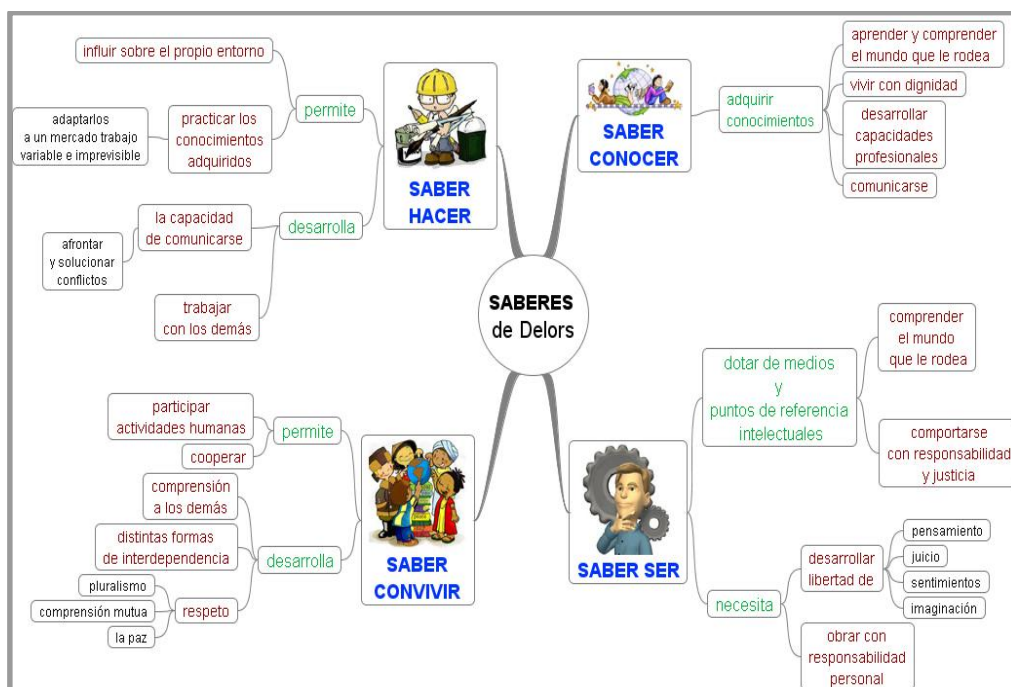 SABERES
de Delors
SABER
HACER
permite
influir sobre el propio entorno
practicar los
conocimientos
adquiridos
adaptarlos
a un mercado trabajo
variable e imprevisible
desarrolla
la capacidad
de comunicarse
afrontar
y solucionar
conflictos
trabajar
con los demás
SABER
CONOCER
adquirir
conocimientos
aprender y comprender
el mundo que le rodea
vivir con dignidad
desarrollar
capacidades
profesionales
comunicarse
SABER
CONVIVIR
permite
participar
actividades humanas
cooperar
desarrolla
comprensión
a los demás
distintas formas
de interdependencia
respeto
pluralismo
comprensión mutua
la paz
SABER SER
dotar de medios
y
puntos de referencia
intelectuales
comprender
el mundo
que le rodea
comportarse
con responsabilidad
y justicia
necesita
desarrollar
libertad de
pensamiento
juicio
sentimientos
imaginación
obrar con
responsabilidad
personal